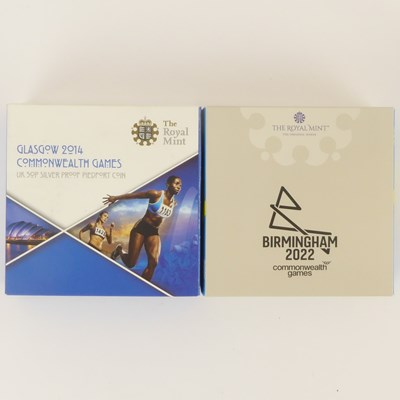 The
Royal
Mint
GLASGOW 2014
COMMONWEALTH GAMES
UK 50P SILVER PROOF PIEDFORT COIN
THE ROYAL MINT
BIRMINGHAM
2022
commonwealth
games